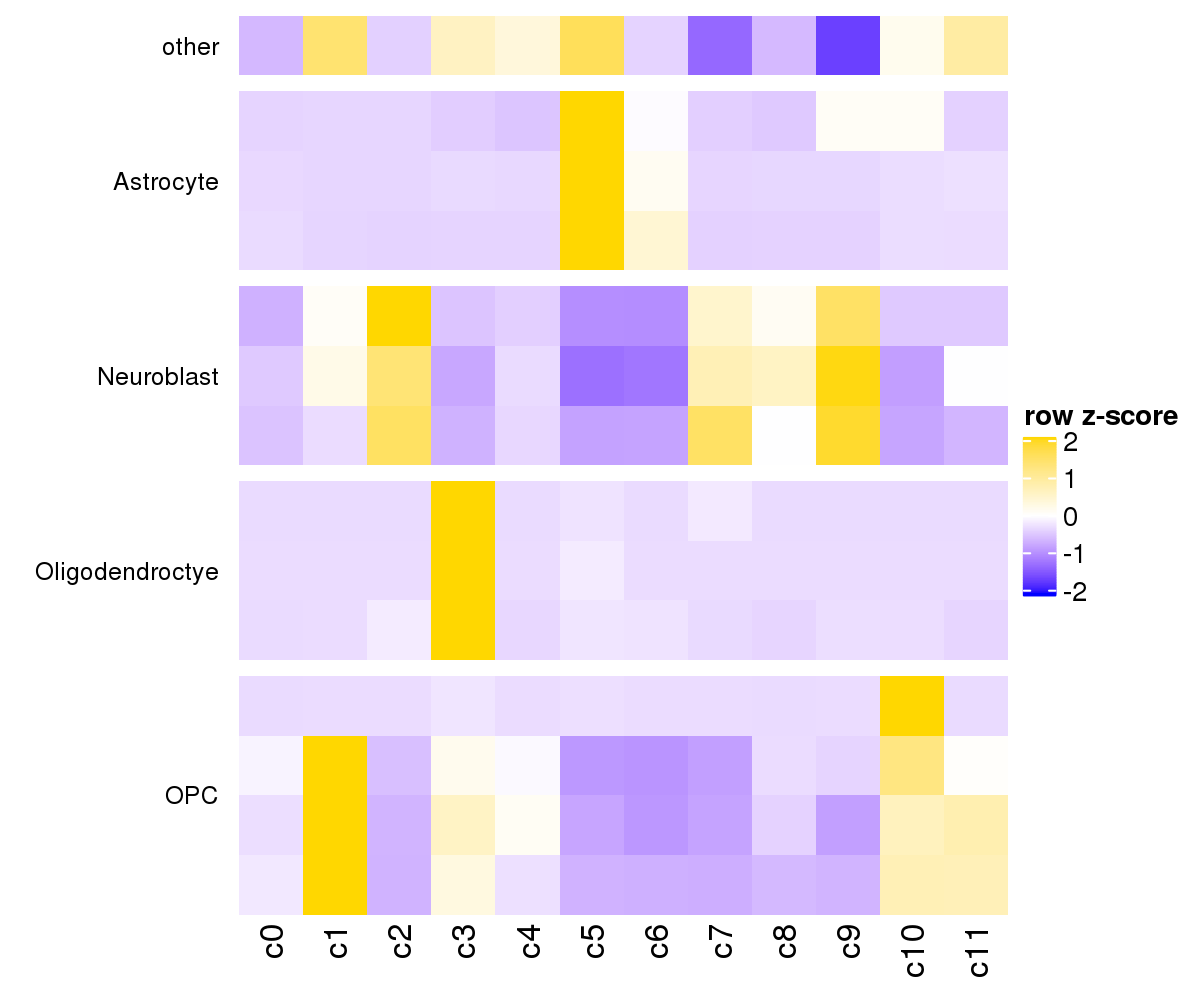 other
Astrocyte
Neuroblast
Oligodendroctye
OPC
row z-score
2
1
0
-1
-2
c0 c1 c2 c3 c4 c5 c6 c7 c8 c9 c10 c11